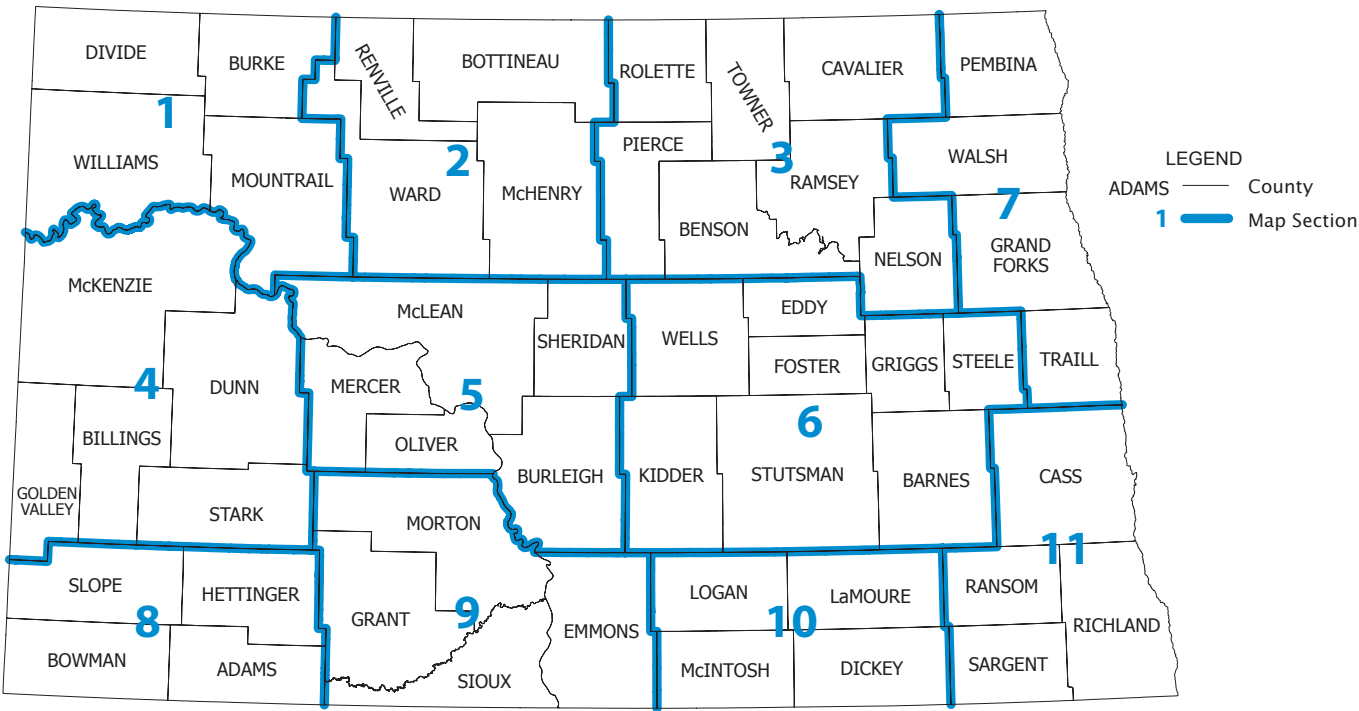 DIVIDE
BURKE
RENVILLE
BOTTINEAU
ROLETTE
TOWNER
CAVALIER
PEMBINA
1
WILLIAMS
MOUNTRAIL
WARD
2
McHENRY
PIERCE
3
RAMSEY
BENSON
NELSON
WALSH
7
GRAND
FORKS
LEGEND
ADAMS County
1 Map Section
McKENZIE
4
DUNN
BILLINGS
GOLDEN
VALLEY
STARK
McLEAN
SHERIDAN
MERCER
5
OLIVER
BURLEIGH
WELLS
EDDY
FOSTER
GRIGGS
STEELE
TRAILL
6
KIDDER
STUTSMAN
BARNES
CASS
11
SLOPE
HETTINGER
8
BOWMAN
ADAMS
MORTON
GRANT
9
SIOUX
EMMONS
LOGAN
LaMOURE
10
McINTOSH
DICKEY
RANSOM
SARGENT
RICHLAND